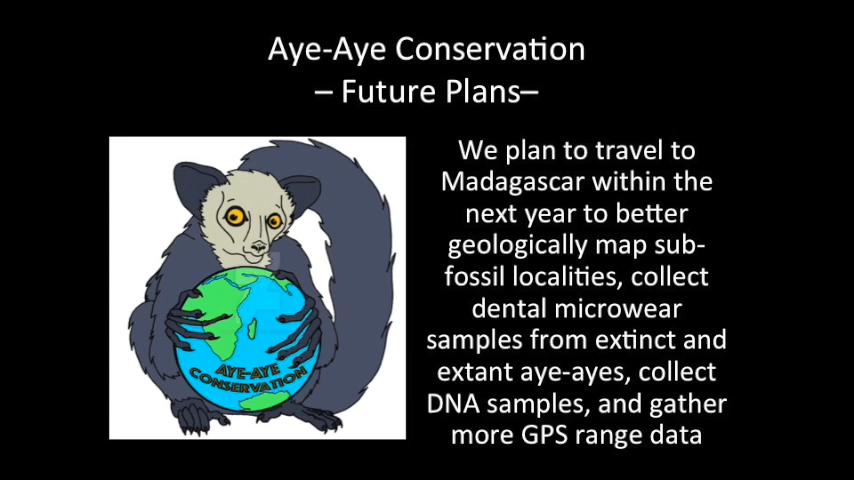 Aye-Aye Conservation
– Future Plans–
We plan to travel to
Madagascar within the
next year to better
geologically map sub-
fossil localities, collect
dental microwear
samples from extinct and
extant aye-ayes, collect
DNA samples, and gather
more GPS range data
AYE-AYE
CONSERVATION